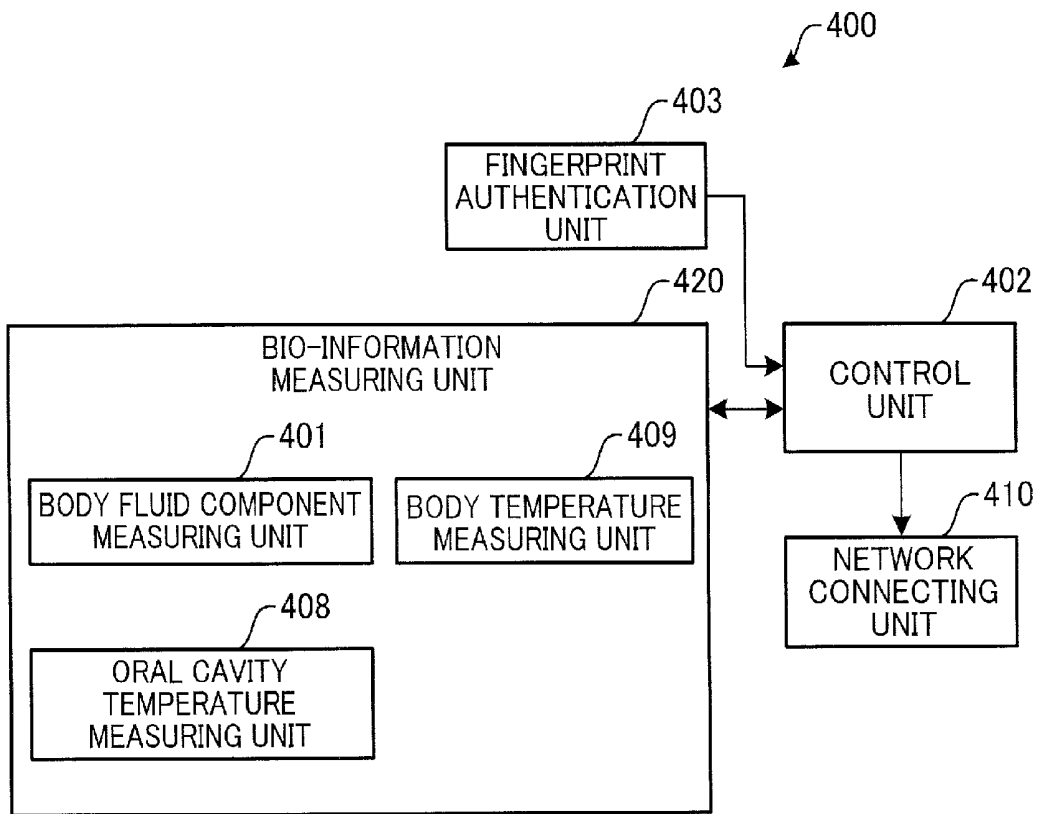 400
403
FINGERPRINT
AUTHENTICATION
UNIT
420
402
BIO-INFORMATION
MEASURING UNIT
CONTROL
UNIT
401
409
BODY FLUID COMPONENT
MEASURING UNIT
BODY TEMPERATURE
MEASURING UNIT
410
NETWORK
CONNECTING
UNIT
408
ORAL CAVITY
TEMPERATURE
MEASURING UNIT